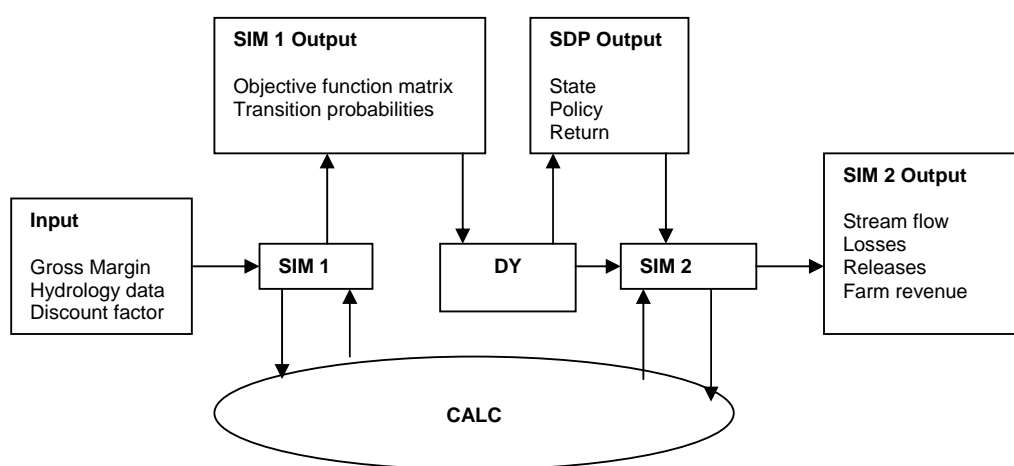 SIM 1 Output
Objective function matrix
Transition probabilities
SDP Output
State
Policy
Return
Input
Gross Margin
Hydrology data
Discount factor
SIM 1
DY
SIM 2
SIM 2 Output
Stream flow
Losses
Releases
Farm revenue
CALC